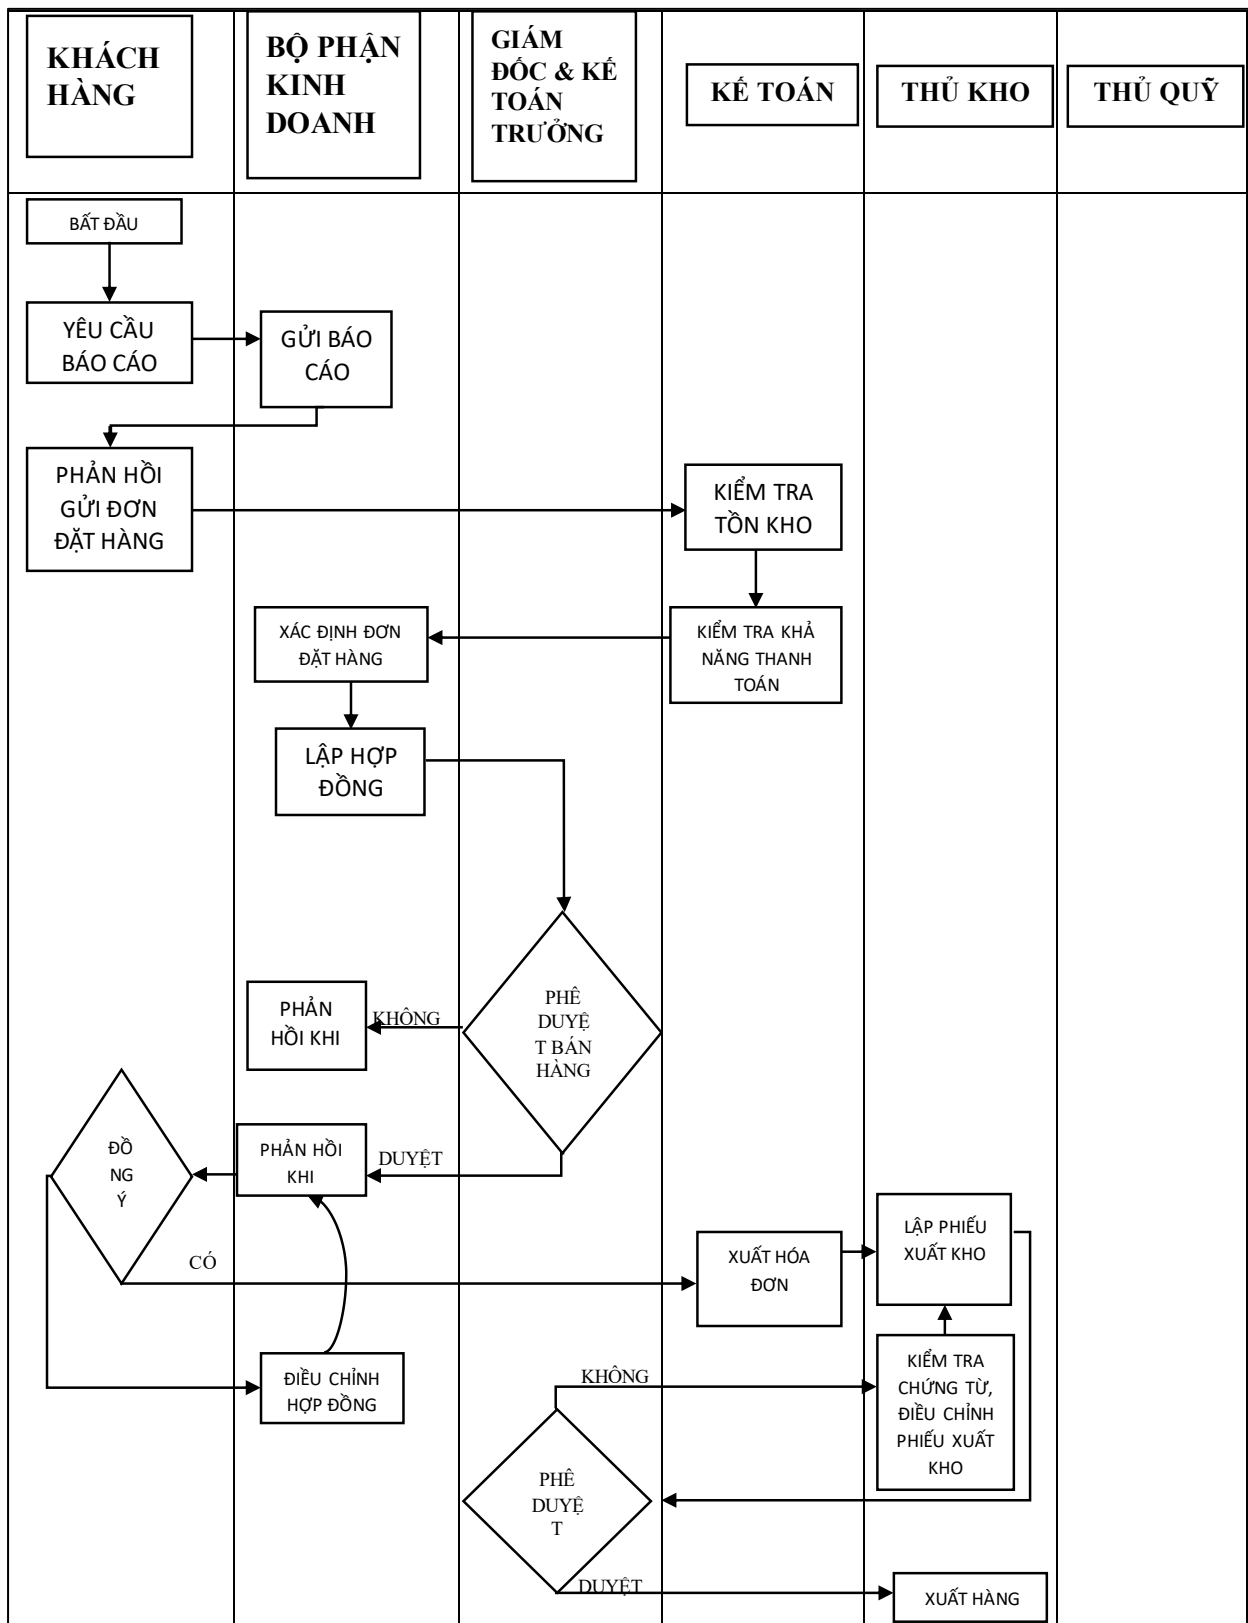 KHÁCH
HÀNG
BỘ PHẬN
KINH
DOANH
GIÁM
ĐỐC & KẾ
TOÁN
TRƯỞNG
KẾ TOÁN
THỦ KHO
THỦ QUỸ
BẤT ĐẦU
YÊU CẦU
BÁO CÁO
GỬI BÁO
CÁO
PHẢN HỒI
GỬI ĐƠN
ĐẶT HÀNG
KIỂM TRA
TỒN KHO
XÁC ĐỊNH ĐƠN
ĐẶT HÀNG
KIỂM TRA KHẢ
NĂNG THANH
TOÁN
LẬP HỢP
ĐỒNG
PHÊ
DUYỆ
T BÁN
HÀNG
KHÔNG
PHẢN
HỒI KHI
DUYỆT
PHẢN HỒI
KHI
ĐỒ
NG
Ý
CÓ
XUẤT HÓA
ĐƠN
LẬP PHIẾU
XUẤT KHO
ĐIỀU CHỈNH
HỢP ĐỒNG
KHÔNG
KIỂM TRA
CHỨNG TỪ,
ĐIỀU CHỈNH
PHIẾU XUẤT
KHO
PHÊ
DUYỆ
T
DUYỆT
XUẤT HÀNG